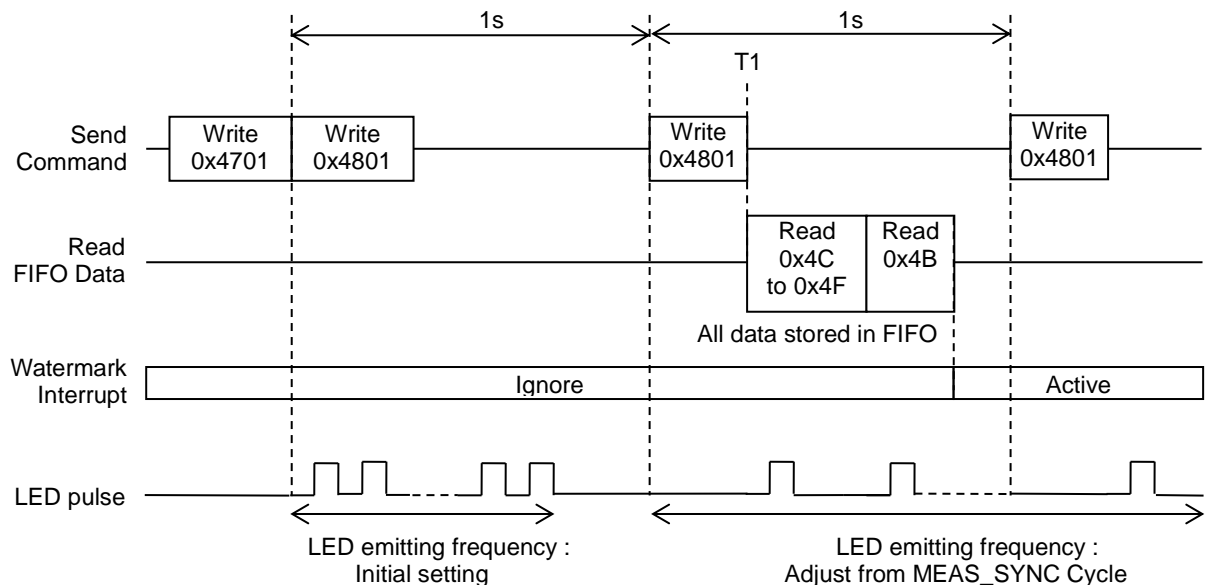 1s
1s
T1
Send
Command
Write
0x4701
Write
0x4801
Write
0x4801
Write
0x4801
Read
FIFO Data
Read
0x4C
to 0x4F
Read
0x4B
All data stored in FIFO
Watermark
Interrupt
Ignore
Active
LED pulse
LED emitting frequency :
Initial setting
LED emitting frequency :
Adjust from MEAS_SYNC Cycle